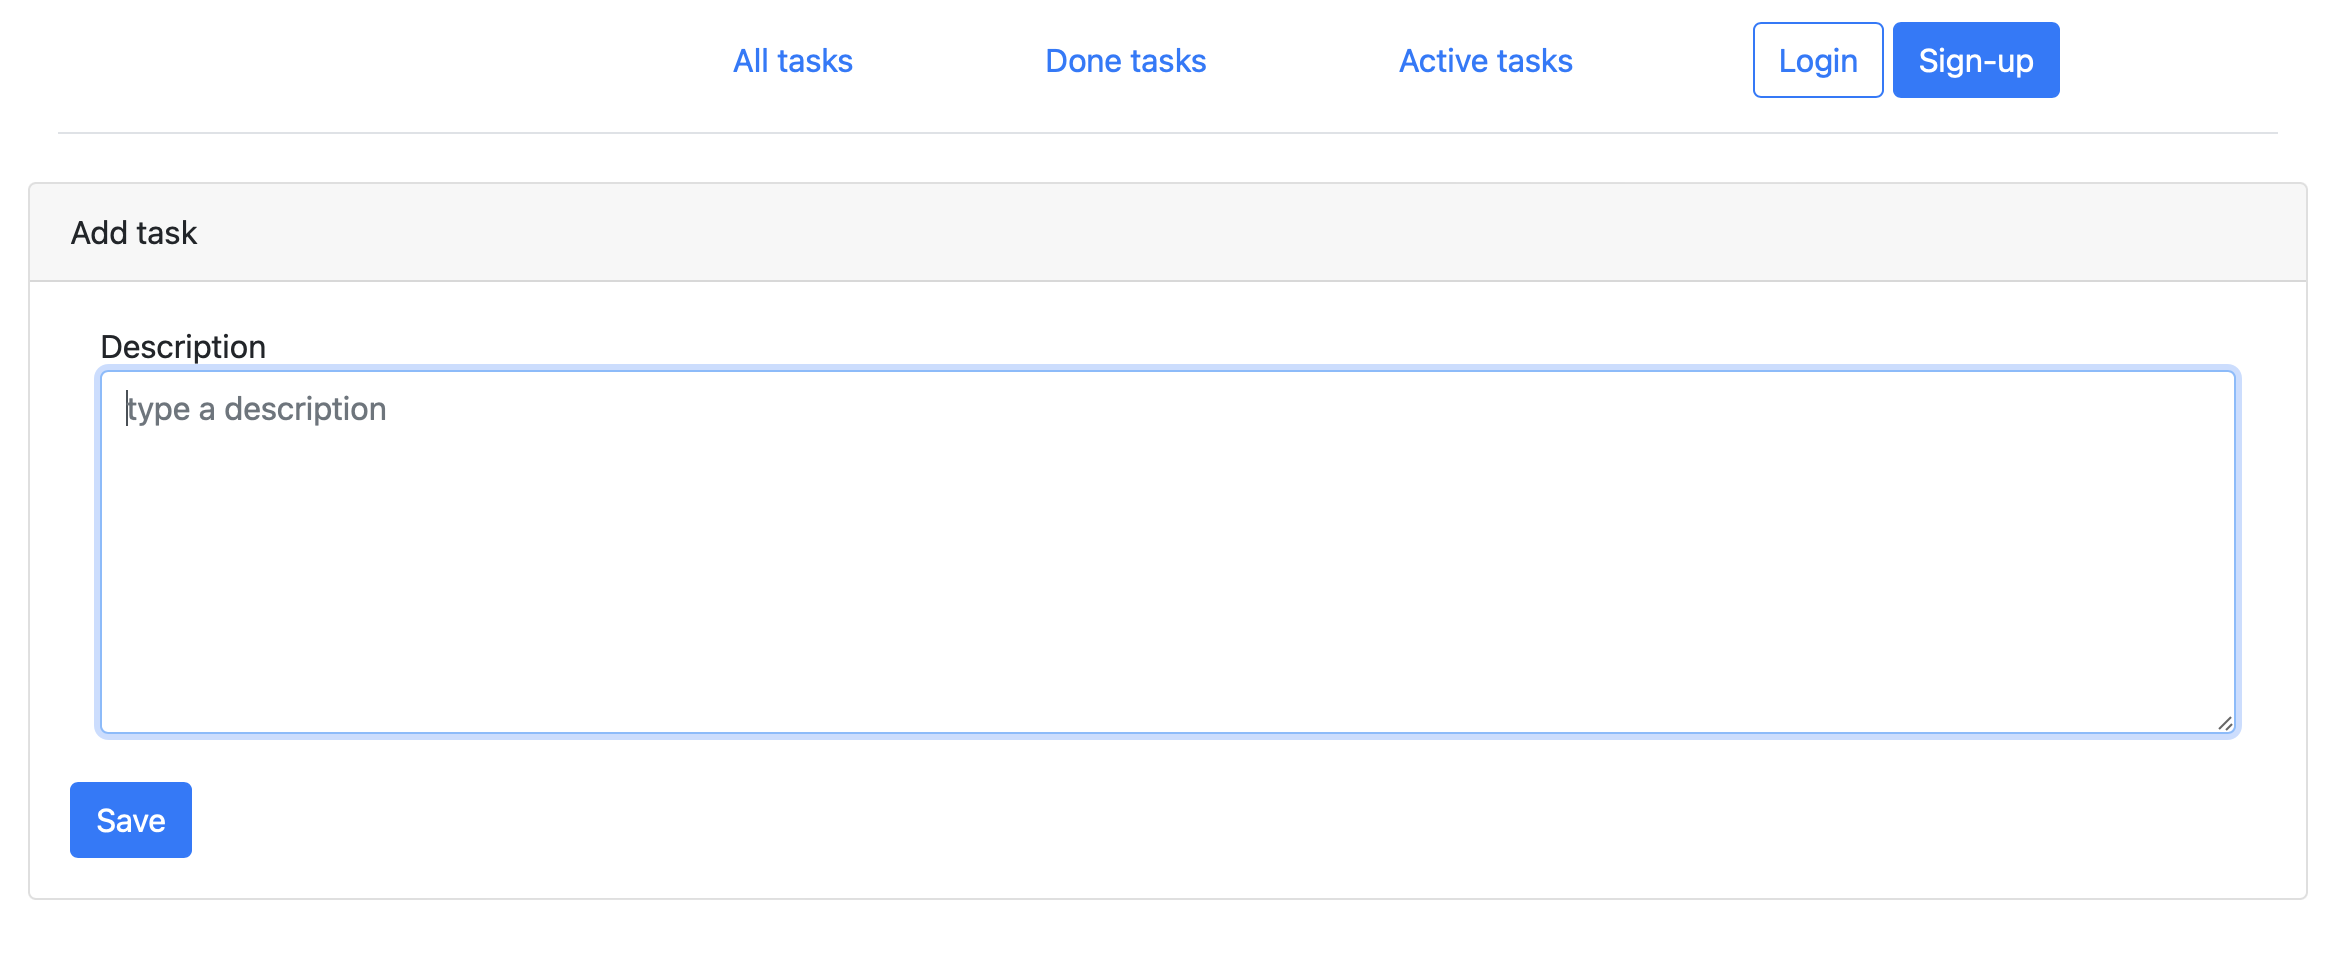 All tasks Done tasks Active tasks Login Sign-up
Add task
Description
type a description
Save